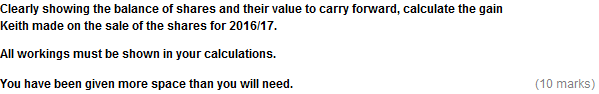 Clearly showing the balance of shares and their value to carry forward, calculate the gain
Keith made on the sale of the shares for 2016/17.
All workings must be shown in your calculations.
You have been given more space than you will need. (10 marks)